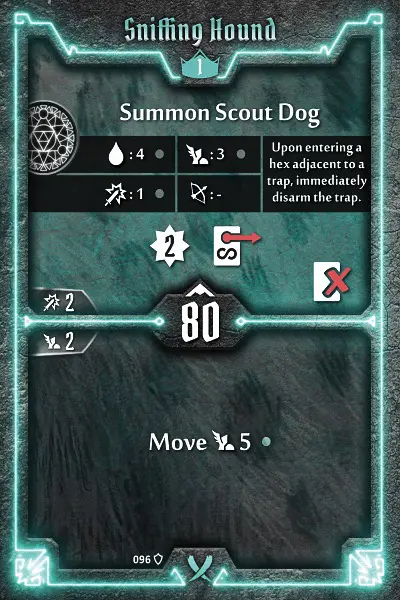 Sniffing Hound
1
Summon Scout Dog
: 4
: 3
: 1
: -
Upon entering a
hex adjacent to a
trap, immediately
disarm the trap.
2
S
2
80
2
Move 5
096